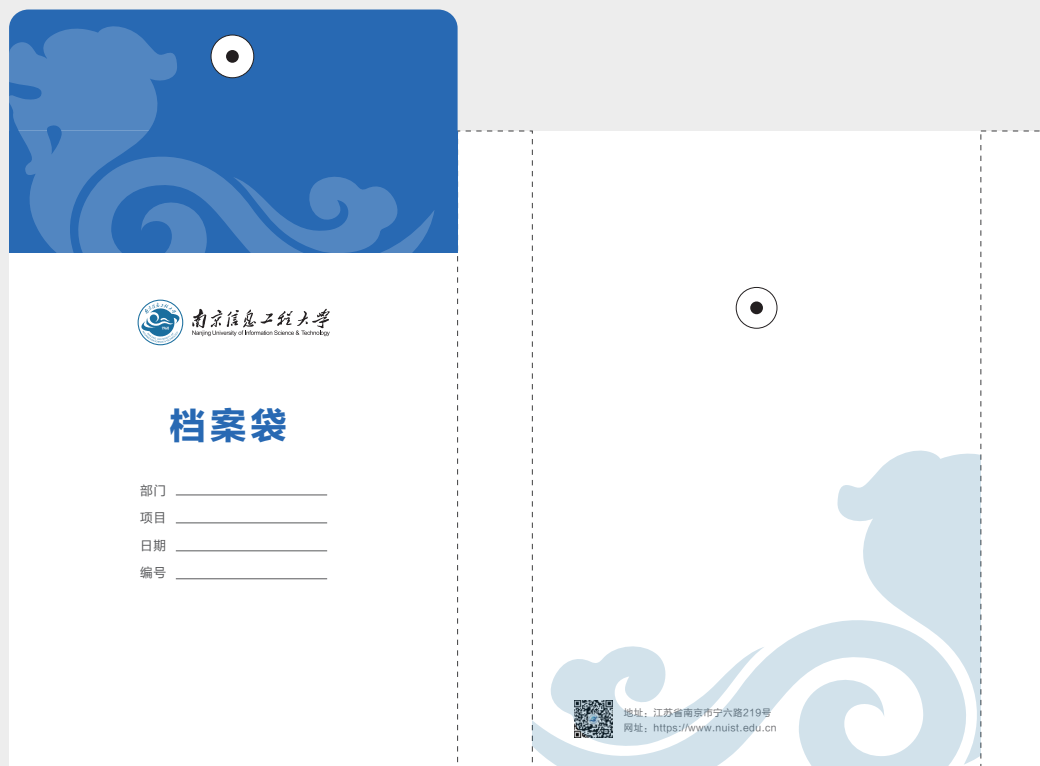 南京信息工程大学
Nanjing University of Information Science & Technology
档案袋
部门
项目
日期
编号
地址：江苏省南京市宁六路219号
网址：https://www.nuist.edu.cn